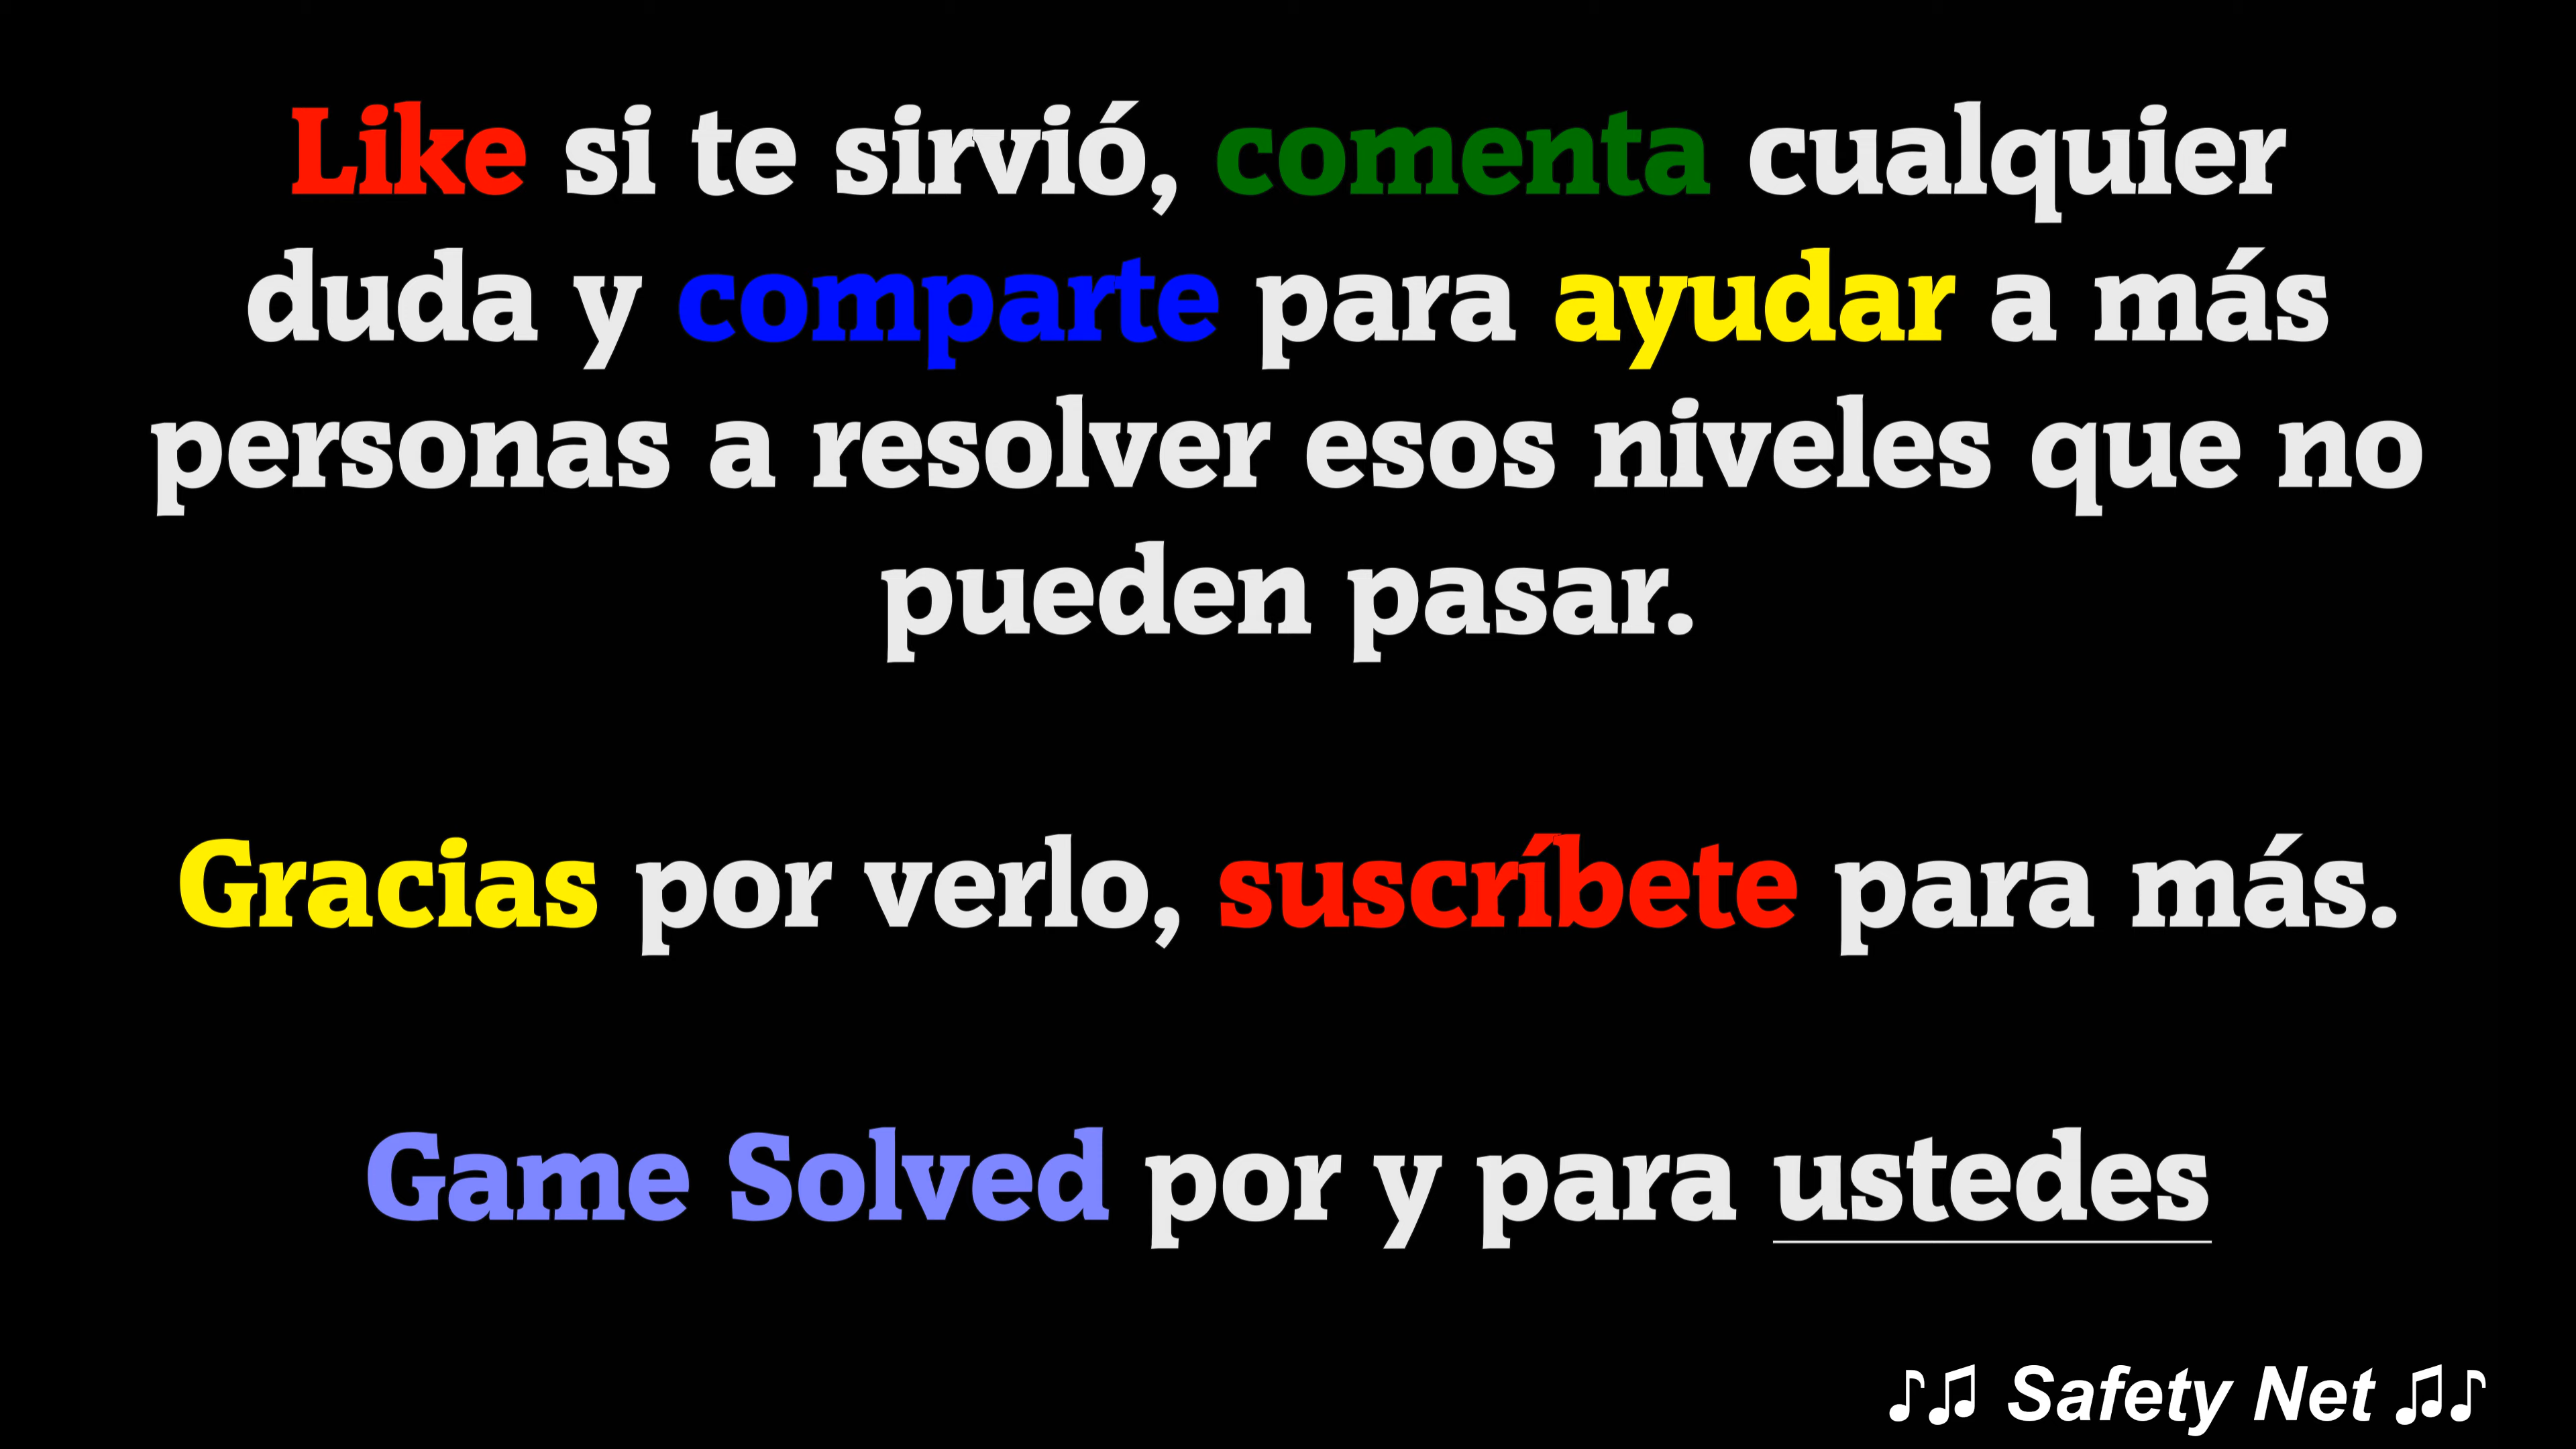 Like si te sirvió, comenta cualquier
duda y comparte para ayudar a más
personas a resolver esos niveles que no
pueden pasar.
Gracias por verlo, suscríbete para más.
Game Solved por y para ustedes
♪♫ Safety Net ♫♪